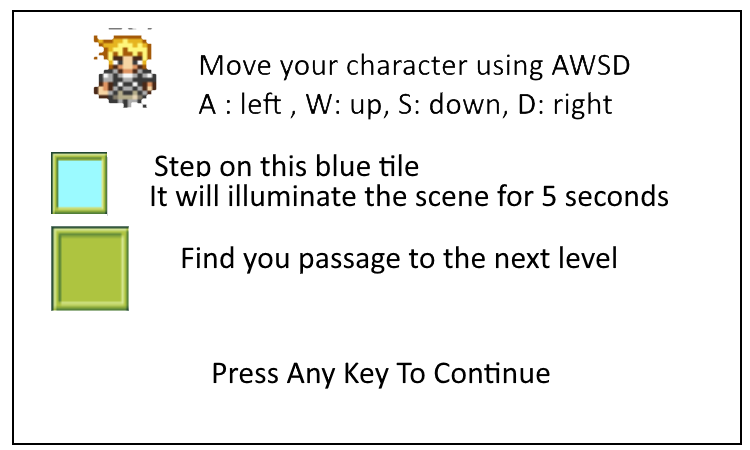 Move your character using AWSD
A : left , W: up, S: down, D: right
Step on this blue tile
It will illuminate the scene for 5 seconds
Find you passage to the next level
Press Any Key To Continue